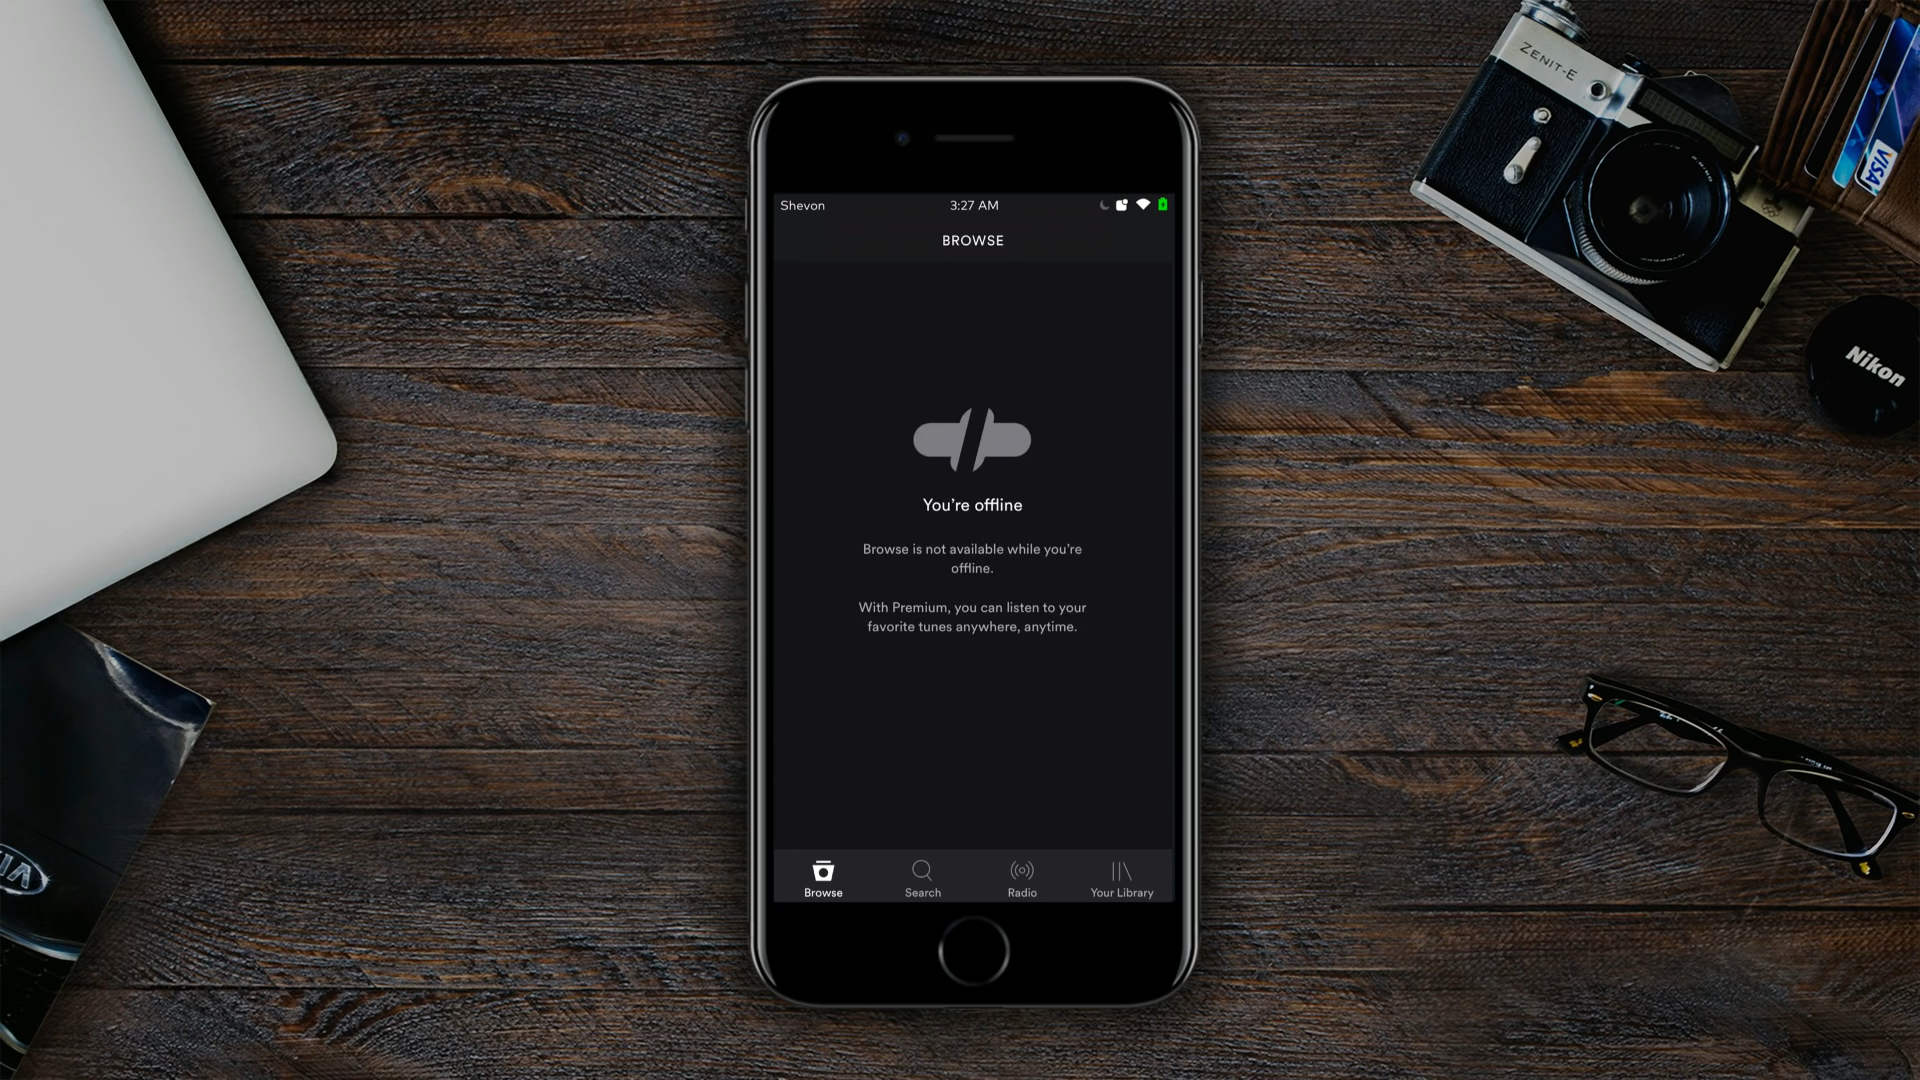 ZENIT-E
VISA
Shevon
3:27 AM
BROWSE
Nikon
You're offline
Browse is not available while you're
offline.
With Premium, you can listen to your
favorite tunes anywhere, anytime.
KIA
Browse
Search
Radio
Your Library